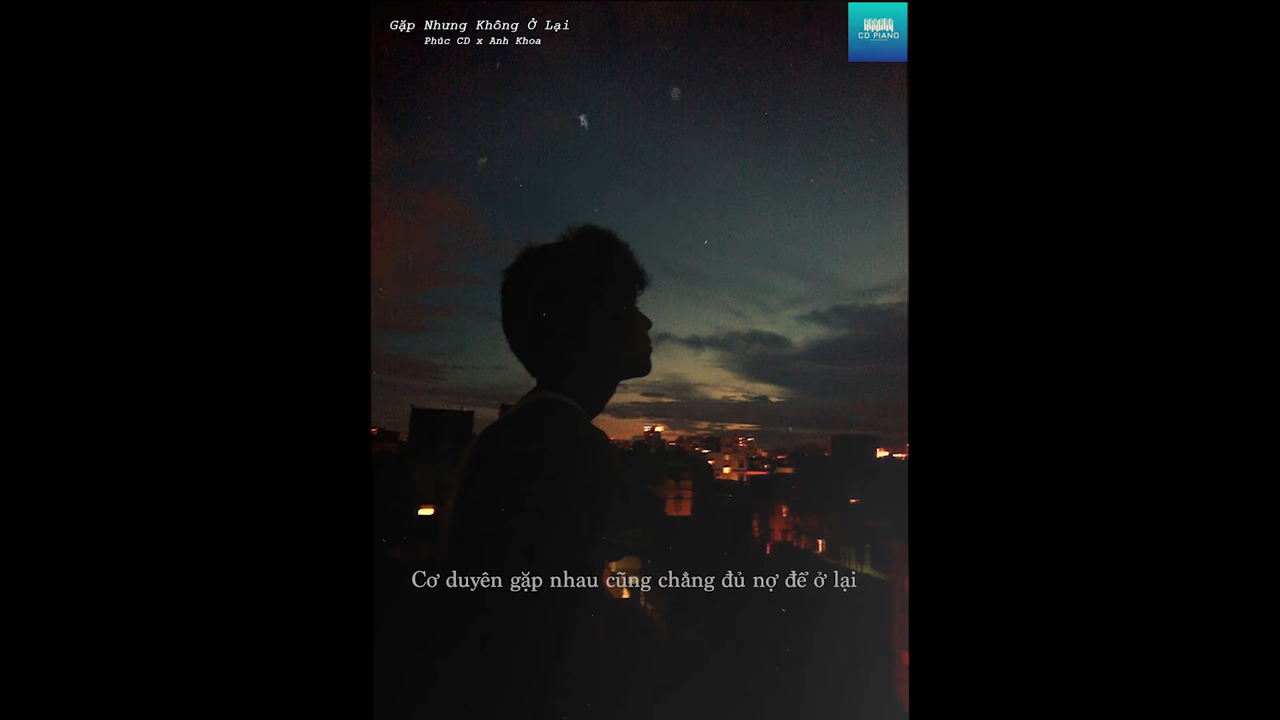 Gặp Nhưng Không Ở Lại
Phúc CD x Anh Khoa
CD PIANO
Cơ duyên gặp nhau cũng chẳng đủ nợ để ở lại